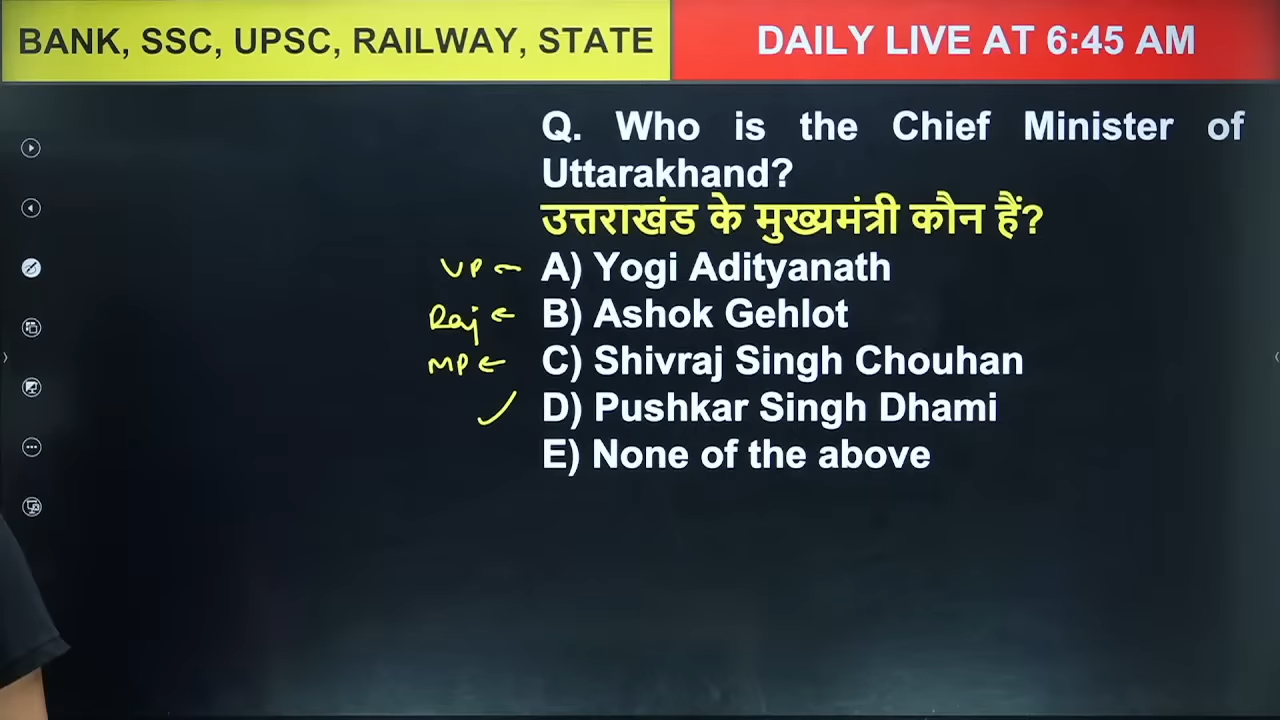 BANK, SSC, UPSC, RAILWAY, STATE
DAILY LIVE AT 6:45 AM
Q. Who is the Chief Minister of
Uttarakhand?
उत्तराखंड के मुख्यमंत्री कौन हैं?
UP A) Yogi Adityanath
Raj ← B) Ashok Gehlot
MP ← C) Shivraj Singh Chouhan
✓ D) Pushkar Singh Dhami
E) None of the above